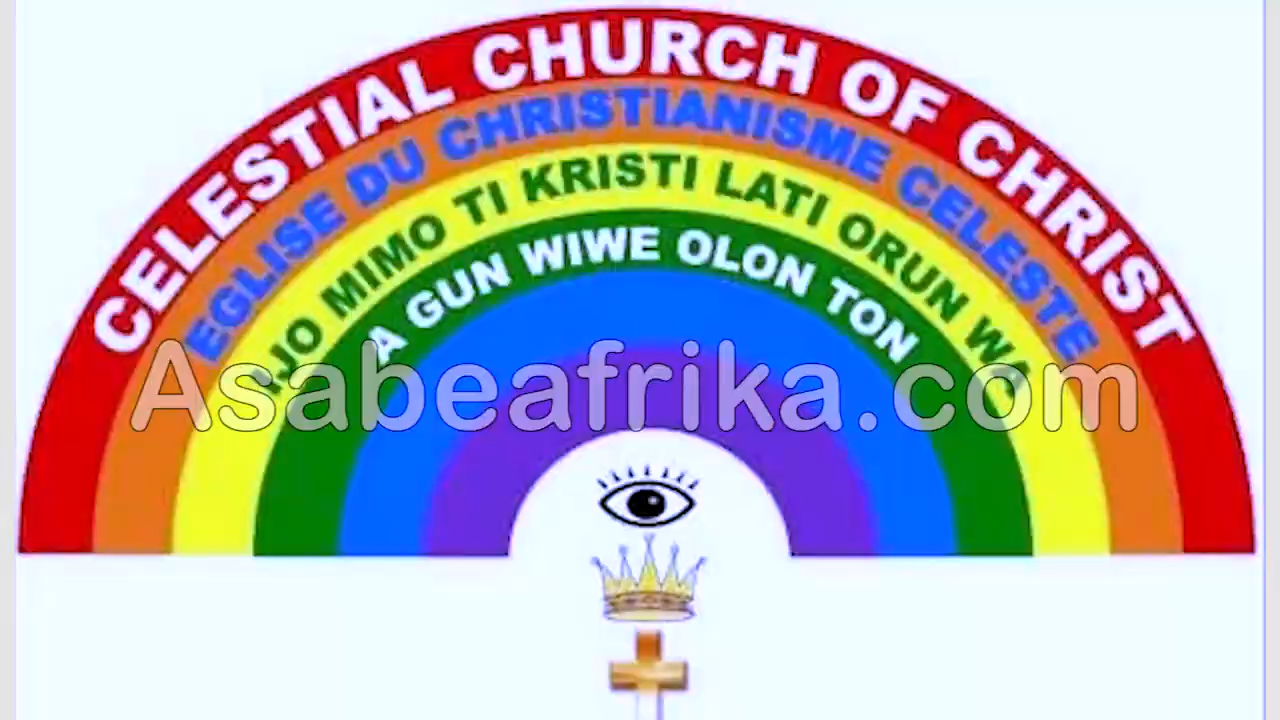 CELESTIAL CHURCH OF CHRIST
EGLISE DU CHRISTIANISME CELESTE
IJO MIMO TI KRISTI LATI ORUN WA
A GUN WIWE OLON TON
Asabeafrika.com